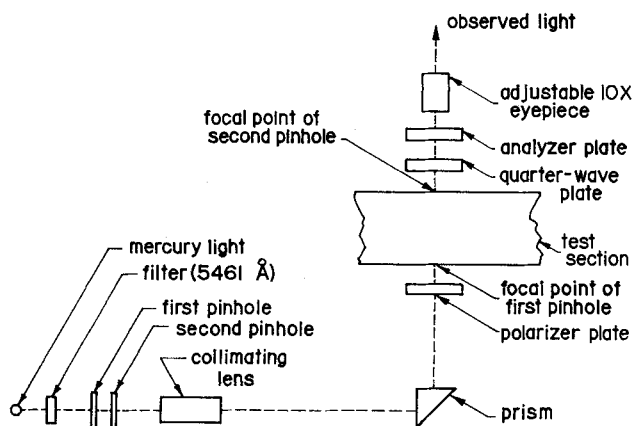 observed light
adjustable 10X
eyepiece
focal point of
second pinhole
analyzer plate
quarter-wave
plate
test
section
mercury light
filter (5461 Å)
first pinhole
second pinhole
collimating
lens
focal point of
first pinhole
polarizer plate
prism